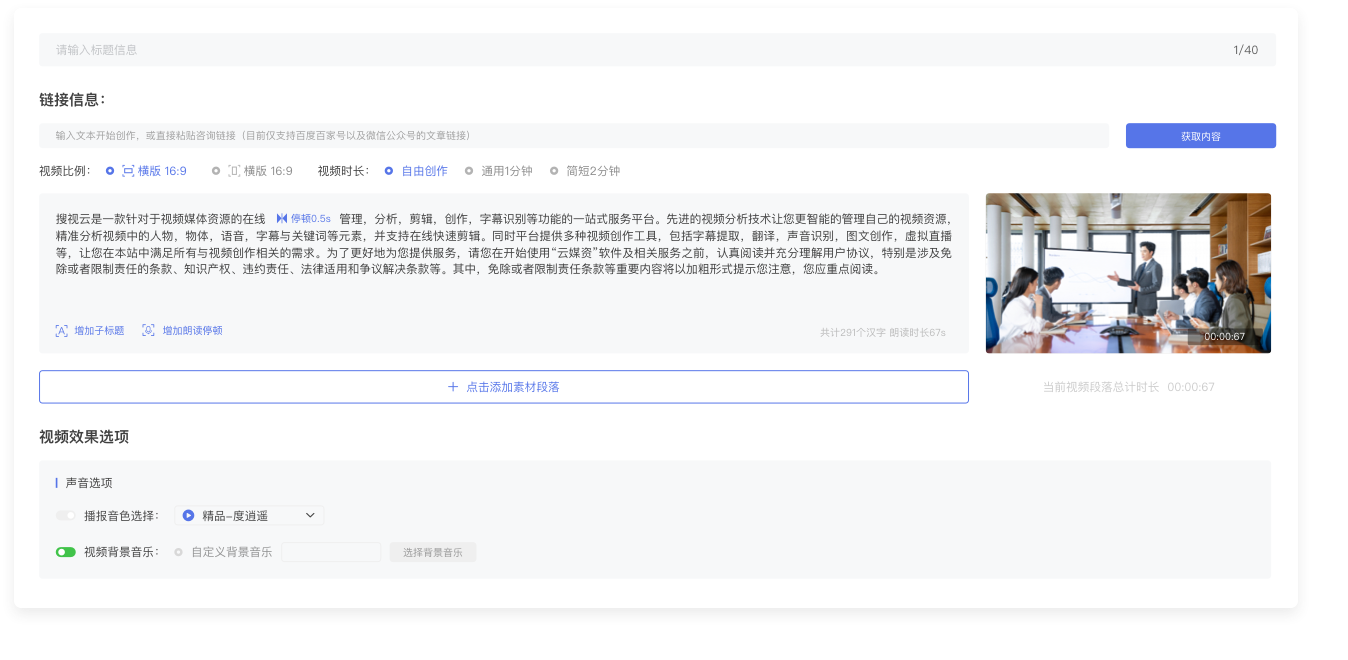 请输入标题信息 1/40
链接信息：
输入文本开始创作，或直接粘贴咨询链接（目前仅支持百度百家号以及微信公众号的文章链接） 获取内容
视频比例： 横版 16:9 横版 16:9 视频时长： 自由创作 通用1分钟 简短2分钟
搜视云是一款针对于视频媒体资源的在线 停顿0.5s 管理，分析，剪辑，创作，字幕识别等功能的一站式服务平台。先进的视频分析技术让您更智能的管理自己的视频资源，
精准分析视频中的人物，物体，语音，字幕与关键词等元素，并支持在线快速剪辑。同时平台提供多种视频创作工具，包括字幕提取，翻译，声音识别，图文创作，虚拟直播
等，让您在本站中满足所有与视频创作相关的需求。为了更好地为您提供服务，请您在开始使用“云媒资”软件及相关服务之前，认真阅读并充分理解用户协议，特别是涉及免
除或者限制责任的条款、知识产权、违约责任、法律适用和争议解决条款等。其中，免除或者限制责任条款等重要内容将以加粗形式提示您注意，您应重点阅读。
A 增加子标题 增加朗读停顿 共计291个汉字 朗读时长67s
00:00:67
＋ 点击添加素材段落 当前视频段落总计时长 00:00:67
视频效果选项
声音选项
播报音色选择： 精品-度逍遥
视频背景音乐： 自定义背景音乐 选择背景音乐